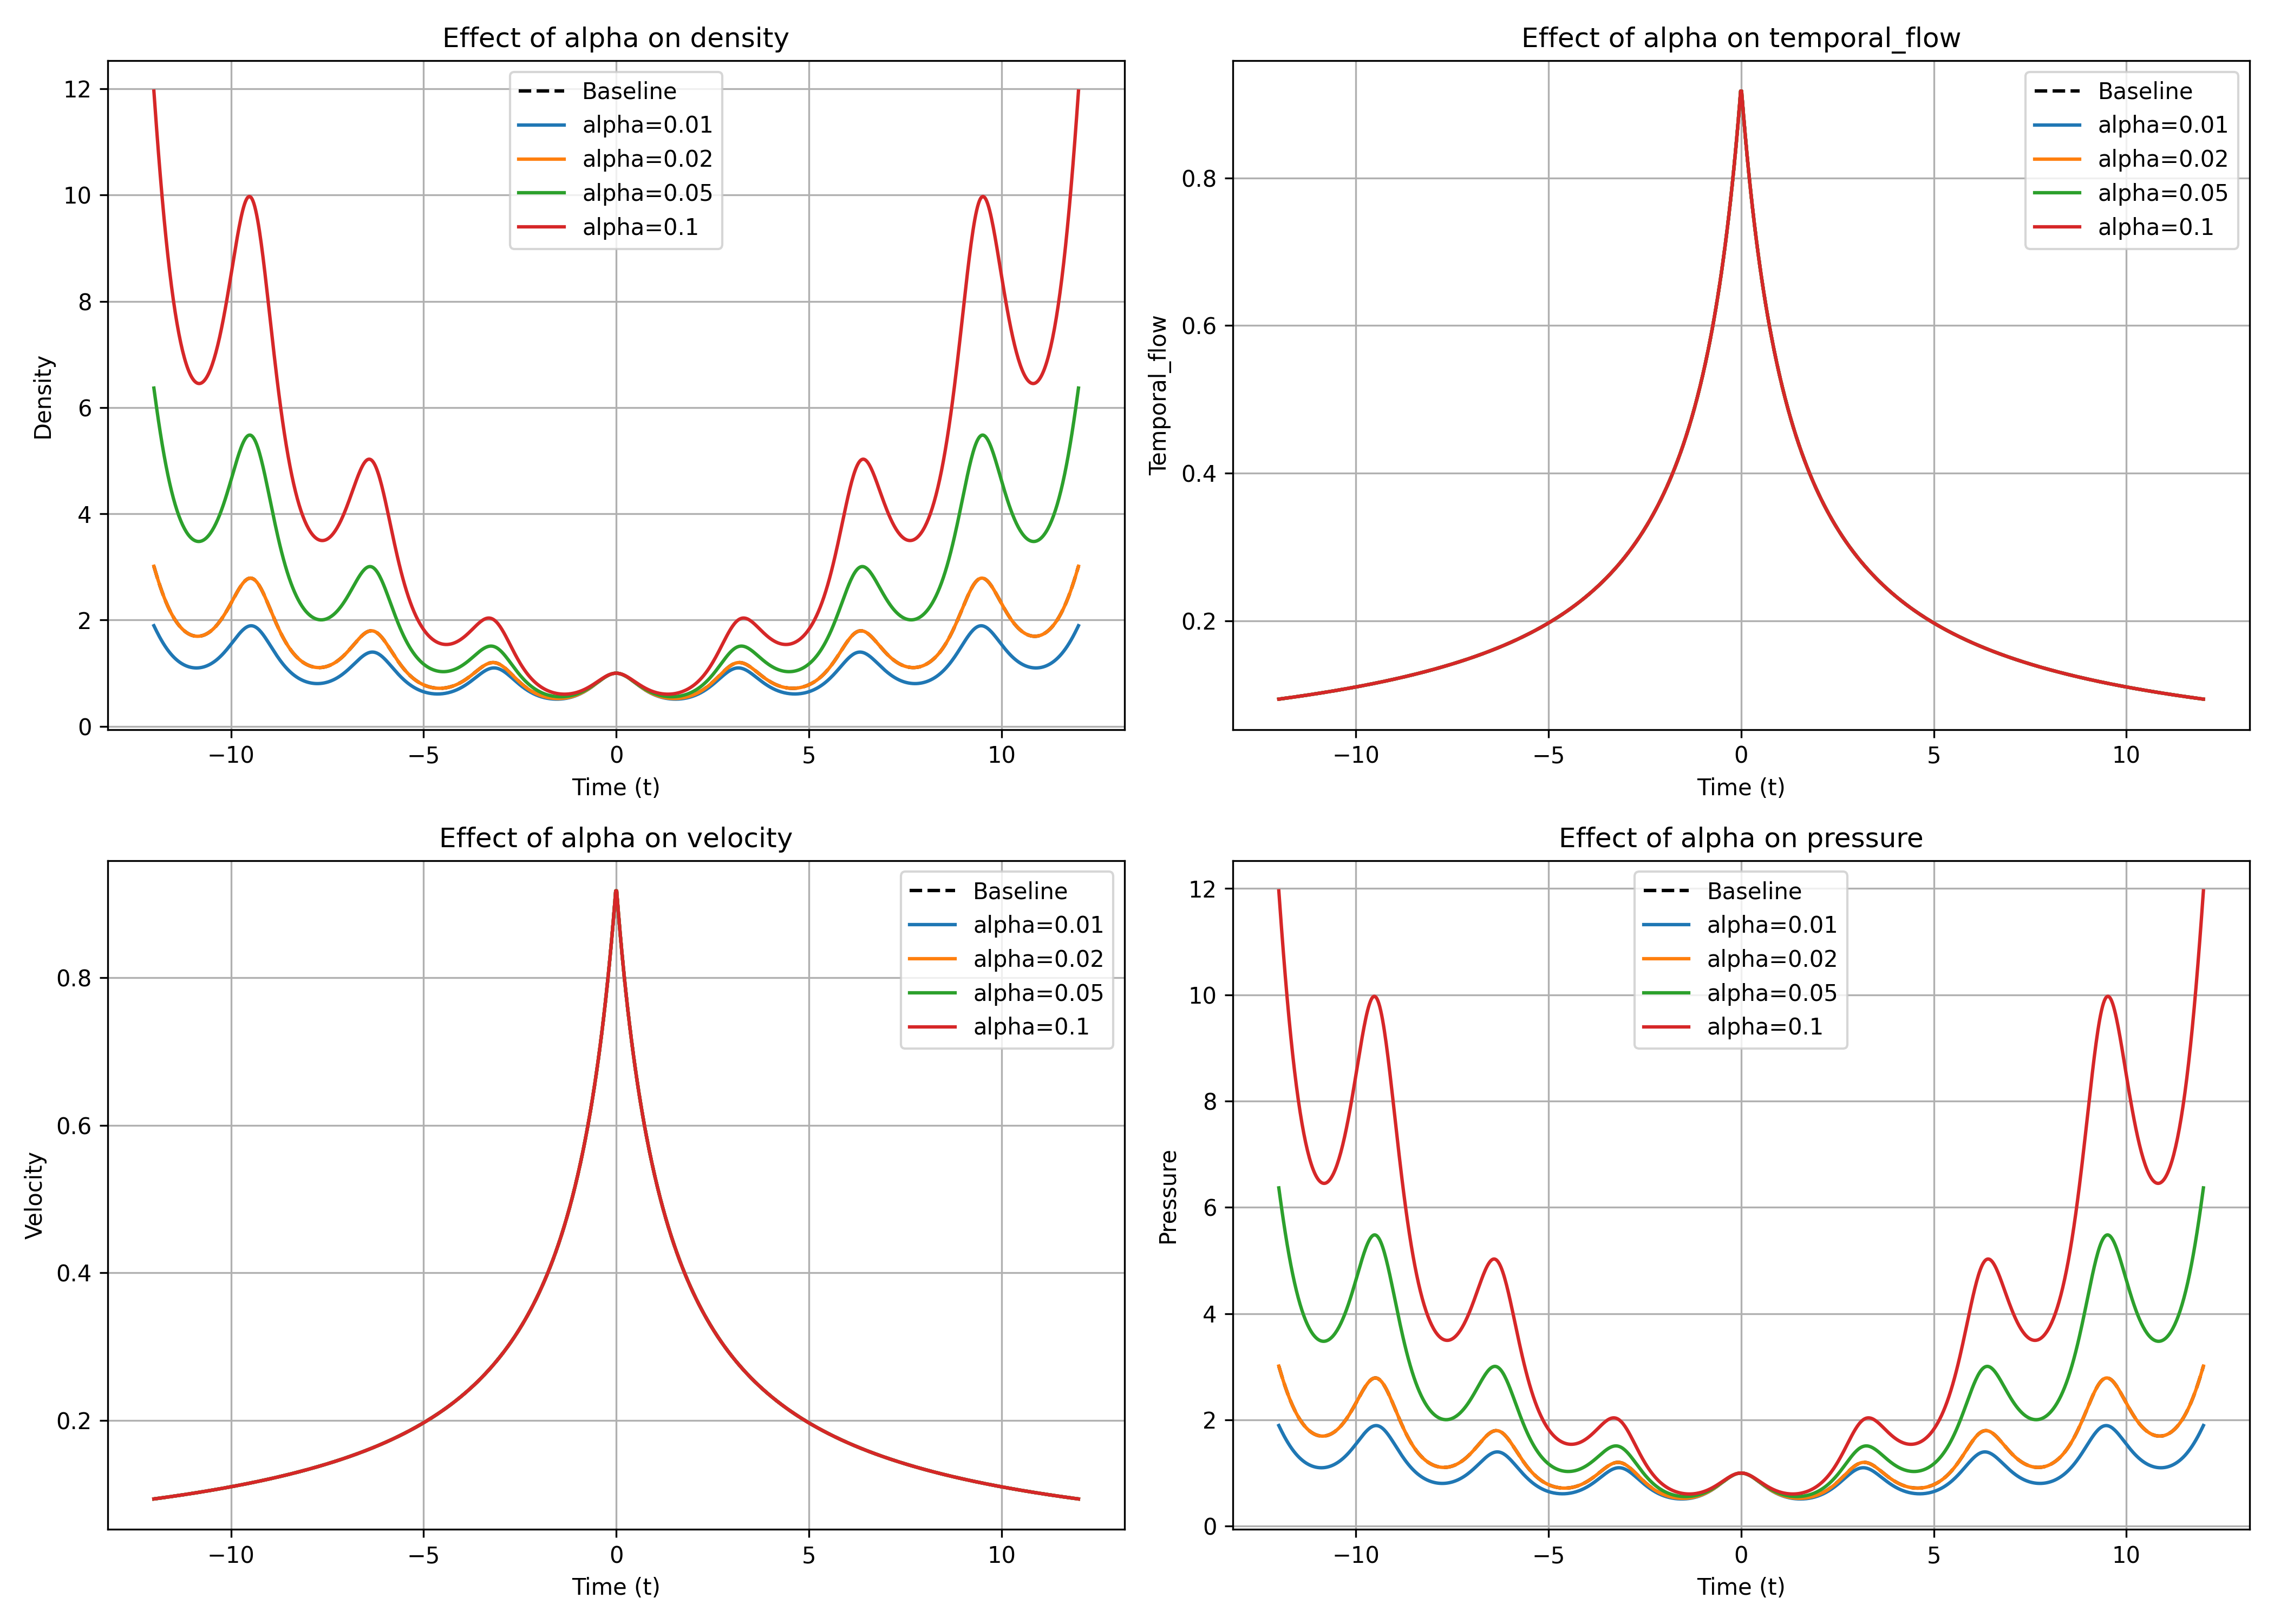 Effect of alpha on density
12
10
8
6
4
2
0
Density
−10 −5 0 5 10
Time (t)
Baseline
alpha=0.01
alpha=0.02
alpha=0.05
alpha=0.1
Effect of alpha on temporal_flow
0.8
0.6
0.4
0.2
Temporal_flow
−10 −5 0 5 10
Time (t)
Baseline
alpha=0.01
alpha=0.02
alpha=0.05
alpha=0.1
Effect of alpha on velocity
0.8
0.6
0.4
0.2
Velocity
−10 −5 0 5 10
Time (t)
Baseline
alpha=0.01
alpha=0.02
alpha=0.05
alpha=0.1
Effect of alpha on pressure
12
10
8
6
4
2
0
Pressure
−10 −5 0 5 10
Time (t)
Baseline
alpha=0.01
alpha=0.02
alpha=0.05
alpha=0.1